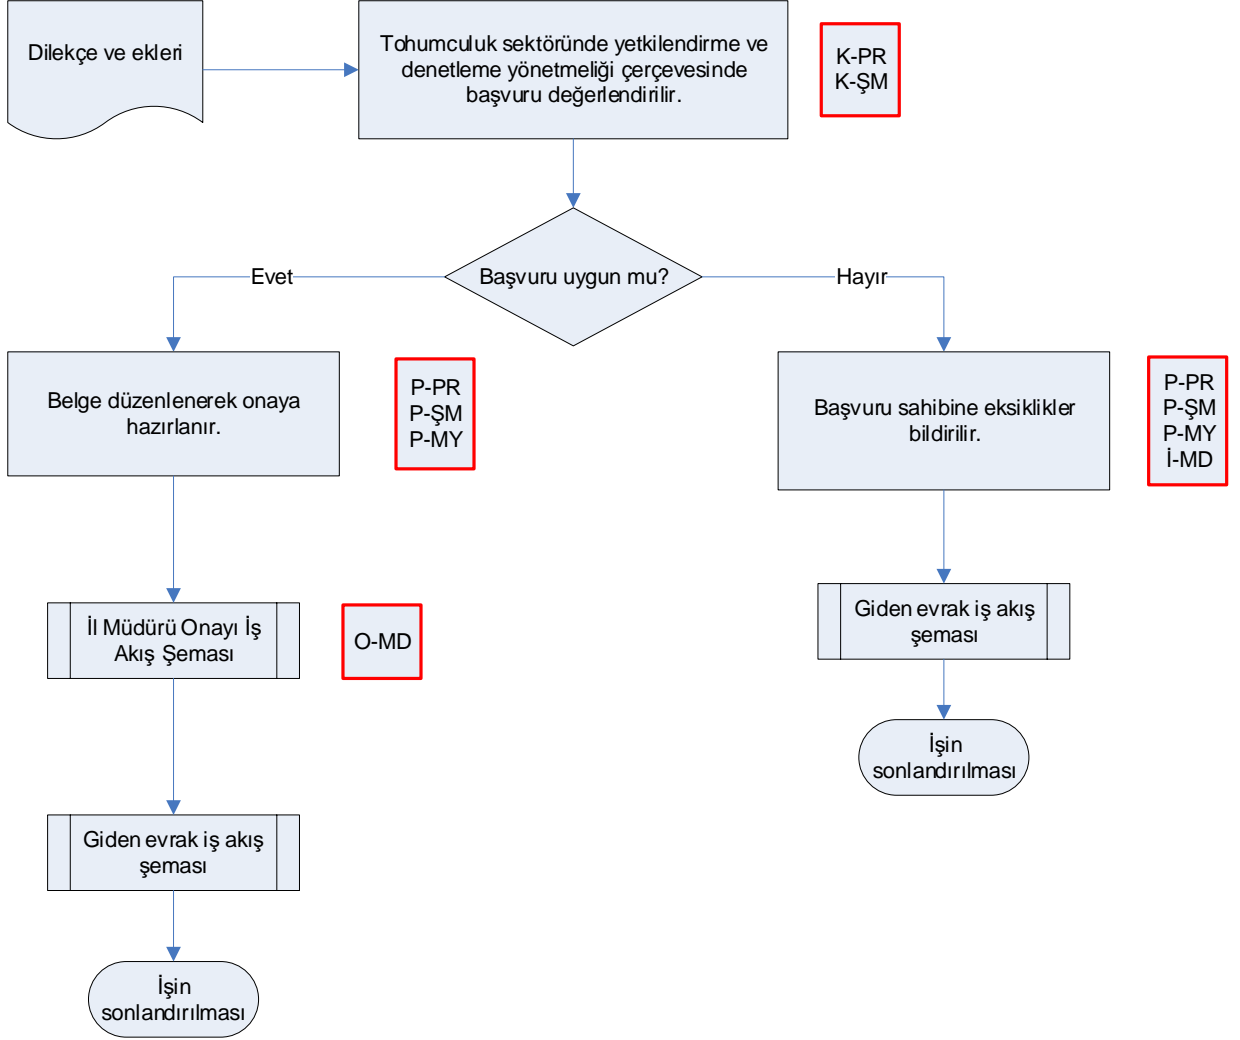 Dilekçe ve ekleri
Tohumculuk sektöründe yetkilendirme ve
denetleme yönetmeliği çerçevesinde
başvuru değerlendirilir.
K-PR
K-ŞM
Başvuru uygun mu?
Evet
Hayır
Belge düzenlenerek onaya
hazırlanır.
P-PR
P-ŞM
P-MY
Başvuru sahibine eksiklikler
bildirilir.
P-PR
P-ŞM
P-MY
İ-MD
İl Müdürü Onayı İş
Akış Şeması
O-MD
Giden evrak iş akış
şeması
İşin
sonlandırılması
Giden evrak iş akış
şeması
İşin
sonlandırılması